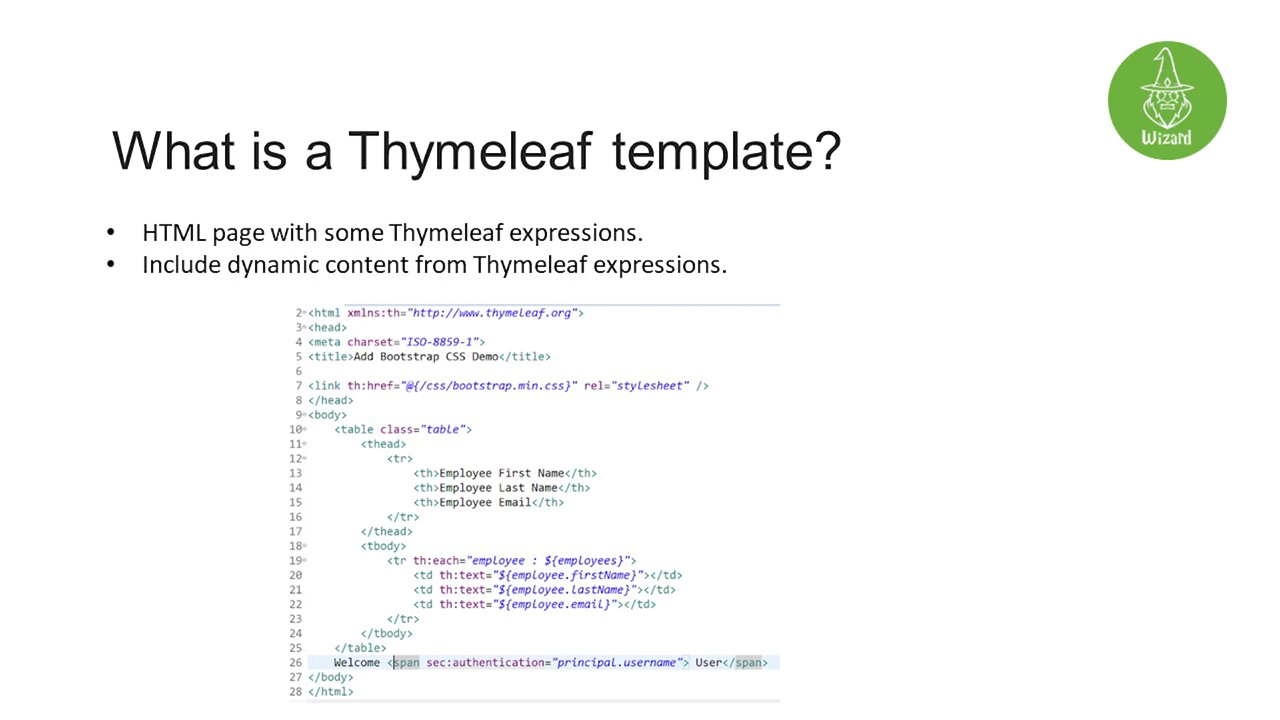 Wizard
What is a Thymeleaf template?
• HTML page with some Thymeleaf expressions.
• Include dynamic content from Thymeleaf expressions.
2 <html xmlns:th="http://www.thymeleaf.org">
3 <head>
4 <meta charset="ISO-8859-1">
5 <title>Add Bootstrap CSS Demo</title>
6
7 <link th:href="@{/css/bootstrap.min.css}" rel="stylesheet" />
8 </head>
9 <body>
10     <table class="table">
11         <thead>
12             <tr>
13                 <th>Employee First Name</th>
14                 <th>Employee Last Name</th>
15                 <th>Employee Email</th>
16             </tr>
17         </thead>
18         <tbody>
19             <tr th:each="employee : ${employees}">
20                 <td th:text="${employee.firstName}"></td>
21                 <td th:text="${employee.lastName}"></td>
22                 <td th:text="${employee.email}"></td>
23             </tr>
24         </tbody>
25     </table>
26     Welcome <span sec:authentication="principal.username"> User</span>
27 </body>
28 </html>